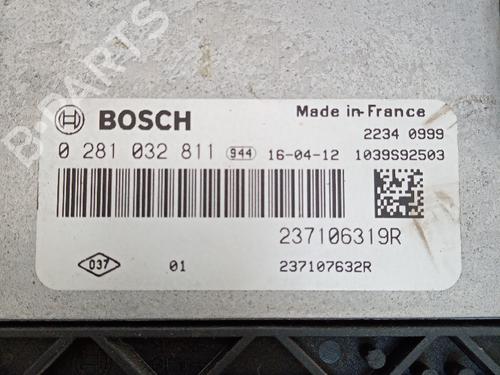 B-PARTS
BOSCH
Made in-France
2234 0999
0 281 032 811 944 16-04-12 1039S92503
237106319R
037 01 237107632R